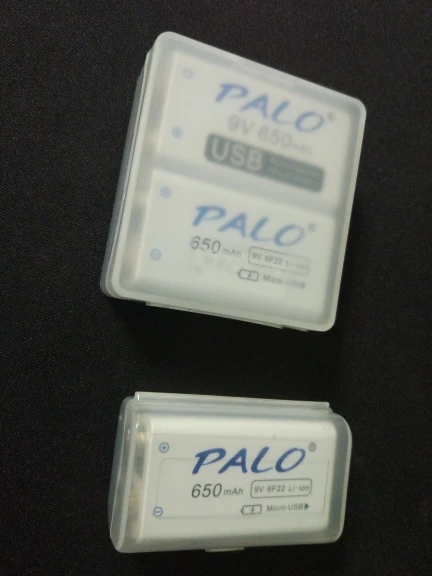 PALO®
9V 650mAh
USB
PALO®
650mAh 9V 6F22 Li-ion
Micro USB
PALO®
650mAh 9V 6F22 Li-ion
Micro USB